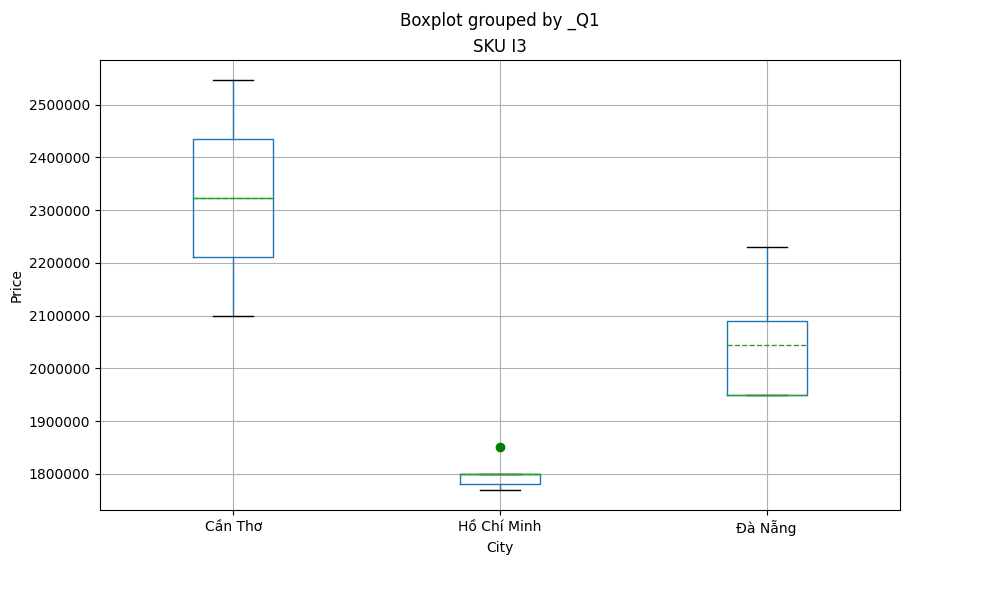 Boxplot grouped by _Q1
SKU I3
2500000
2400000
2300000
2200000
2100000
2000000
1900000
1800000
Price
Cần Thơ
Hồ Chí Minh
Đà Nẵng
City